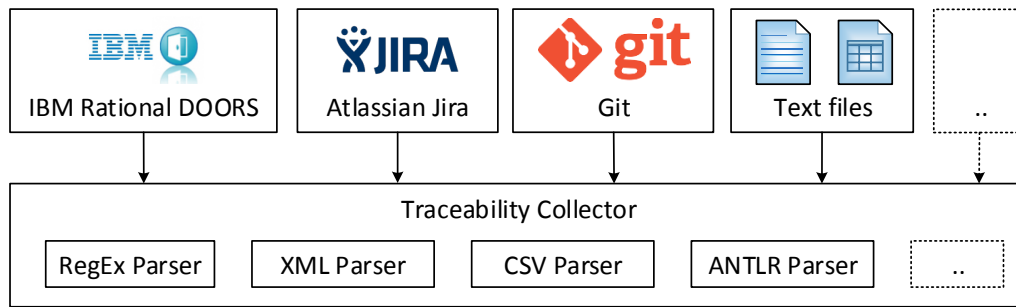 IBM
JIRA
git
IBM Rational DOORS
Atlassian Jira
Git
Text files
..
Traceability Collector
RegEx Parser
XML Parser
CSV Parser
ANTLR Parser
..